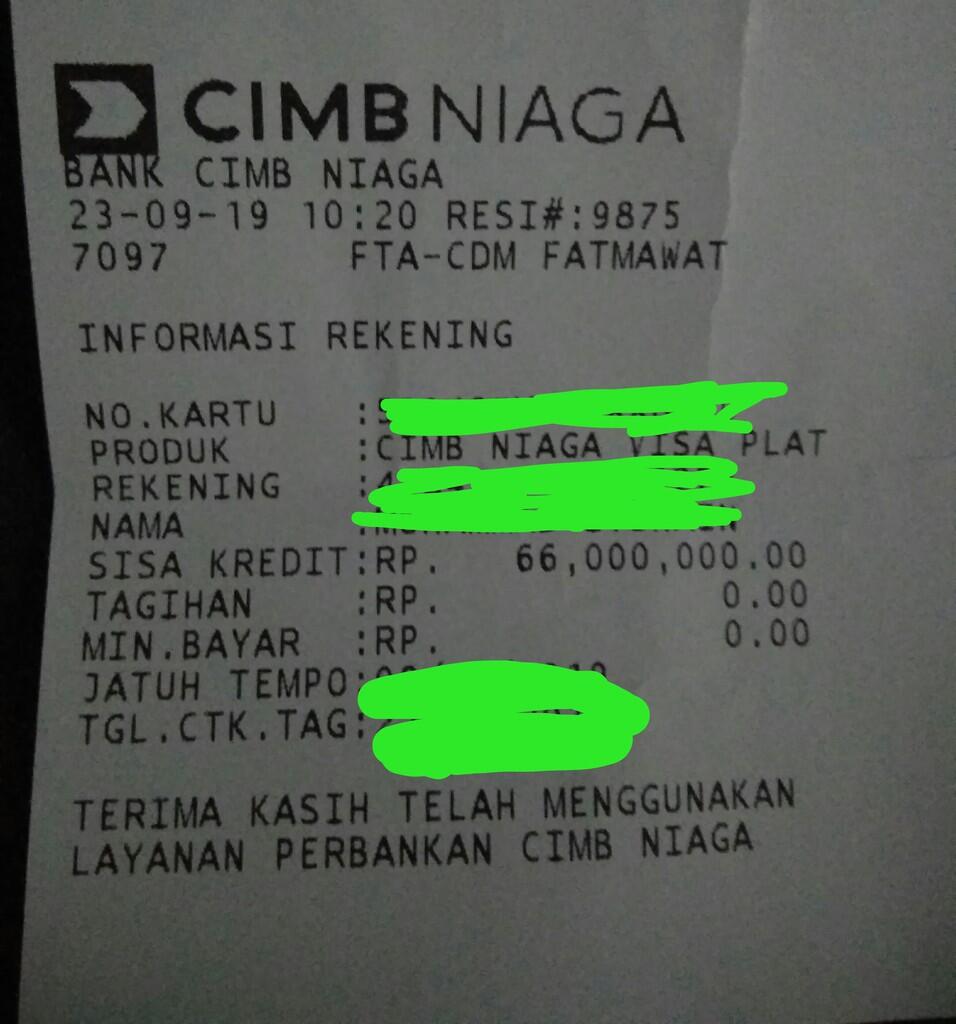 CIMB NIAGA
BANK CIMB NIAGA
23-09-19 10:20 RESI#:9875
7097 FTA-CDM FATMAWAT
INFORMASI REKENING
NO.KARTU :
PRODUK :CIMB NIAGA VISA PLAT
REKENING :
NAMA :
SISA KREDIT:RP. 66,000,000.00
TAGIHAN :RP. 0.00
MIN.BAYAR :RP. 0.00
JATUH TEMPO:
TGL.CTK.TAG:
TERIMA KASIH TELAH MENGGUNAKAN
LAYANAN PERBANKAN CIMB NIAGA